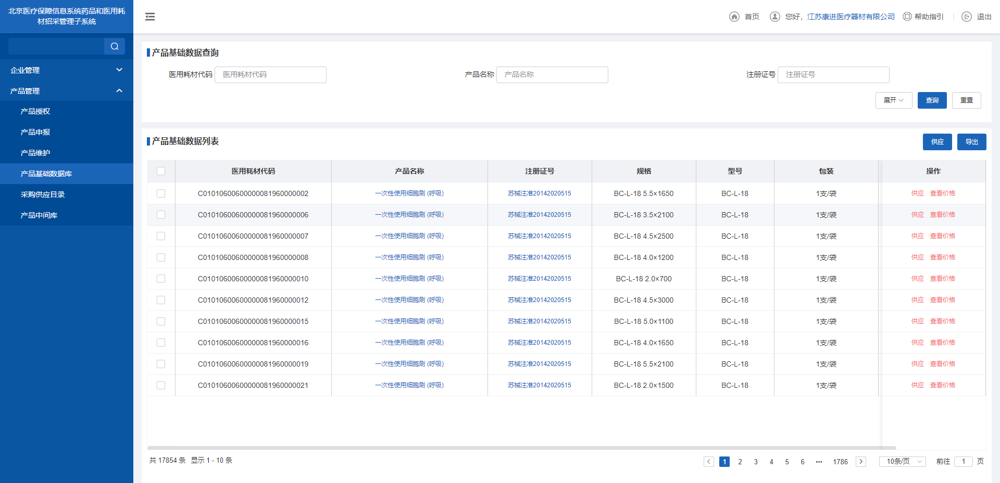 北京医疗保障信息系统药品和医用耗
材招采管理子系统
首页 您好，江苏康进医疗器材有限公司 帮助指引 退出
企业管理
产品管理
产品授权
产品申报
产品维护
产品基础数据库
采购供应目录
产品中间库
产品基础数据查询
医用耗材代码 医用耗材代码 产品名称 产品名称 注册证号 注册证号
展开 查询 重置
产品基础数据列表 供应 导出
医用耗材代码 产品名称 注册证号 规格 型号 包装 操作
C01010600600000081960000002 一次性使用细胞刷 (呼吸) 苏械注准20142020515 BC-L-18 5.5×1650 BC-L-18 1支/袋 供应 查看价格
C01010600600000081960000006 一次性使用细胞刷 (呼吸) 苏械注准20142020515 BC-L-18 3.5×2100 BC-L-18 1支/袋 供应 查看价格
C01010600600000081960000007 一次性使用细胞刷 (呼吸) 苏械注准20142020515 BC-L-18 4.5×2500 BC-L-18 1支/袋 供应 查看价格
C01010600600000081960000008 一次性使用细胞刷 (呼吸) 苏械注准20142020515 BC-L-18 4.0×1200 BC-L-18 1支/袋 供应 查看价格
C01010600600000081960000010 一次性使用细胞刷 (呼吸) 苏械注准20142020515 BC-L-18 2.0×700 BC-L-18 1支/袋 供应 查看价格
C01010600600000081960000012 一次性使用细胞刷 (呼吸) 苏械注准20142020515 BC-L-18 4.5×3000 BC-L-18 1支/袋 供应 查看价格
C01010600600000081960000015 一次性使用细胞刷 (呼吸) 苏械注准20142020515 BC-L-18 5.0×1100 BC-L-18 1支/袋 供应 查看价格
C01010600600000081960000016 一次性使用细胞刷 (呼吸) 苏械注准20142020515 BC-L-18 4.0×1650 BC-L-18 1支/袋 供应 查看价格
C01010600600000081960000019 一次性使用细胞刷 (呼吸) 苏械注准20142020515 BC-L-18 5.5×2100 BC-L-18 1支/袋 供应 查看价格
C01010600600000081960000021 一次性使用细胞刷 (呼吸) 苏械注准20142020515 BC-L-18 2.0×1500 BC-L-18 1支/袋 供应 查看价格
共 17854 条 显示 1 - 10 条 1 2 3 4 5 6 ••• 1786 10条/页 前往 1 页